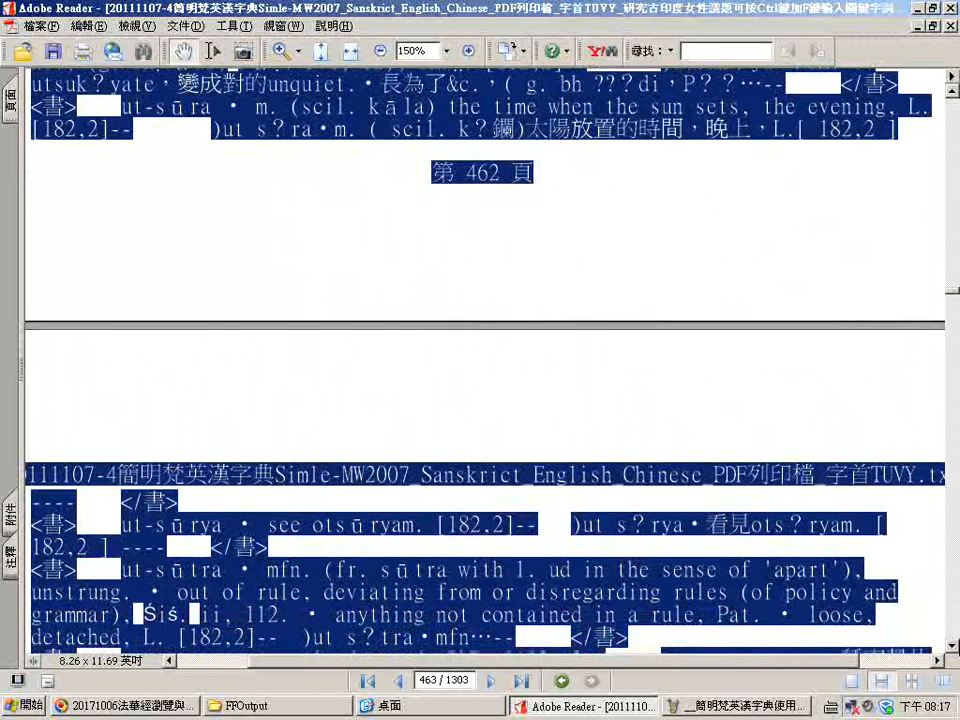 Adobe Reader - [20111107-4簡明梵英漢字典Simle-MW2007_Sanskrict_English_Chinese_PDF列印檔_字首TUVY_研究古印度女性議題可按Ctrl鍵加F鍵輸入關鍵字詞
檔案(F) 編輯(E) 檢視(V) 文件(D) 工具(T) 視窗(W) 說明(H)
150% 尋找:
頁面
utsuk？yate，變成對的unquiet.‧長為了&c.，( g. bh ???di，P？？…-- </書>
<書> ut-sūra ‧ m. (scil. kāla) the time when the sun sets, the evening, L.
[182,2]-- )ut s？ra‧m. ( scil. k？鑭)太陽放置的時間，晚上，L.[ 182,2 ]
第 462 頁
111107-4簡明梵英漢字典Simle-MW2007_Sanskrict_English_Chinese_PDF列印檔_字首TUVY.tx
---- </書>
<書> ut-sūrya ‧ see otsūryam. [182,2]-- )ut s？rya‧看見ots？ryam. [
182,2 ] ---- </書>
<書> ut-sūtra ‧ mfn. (fr. sūtra with 1. ud in the sense of 'apart'),
unstrung. ‧ out of rule, deviating from or disregarding rules (of policy and
grammar), Śiś. ii, 112. ‧ anything not contained in a rule, Pat. ‧ loose,
detached, L. [182,2]-- )ut s？tra‧mfn…-- </書>
附件
注釋
8.26 x 11.69 英吋
463 / 1303
開始 20171006法華經瀏覽與... FFOutput 桌面 Adobe Reader - [2011110... __簡明梵英字典使用... 下午 08:17